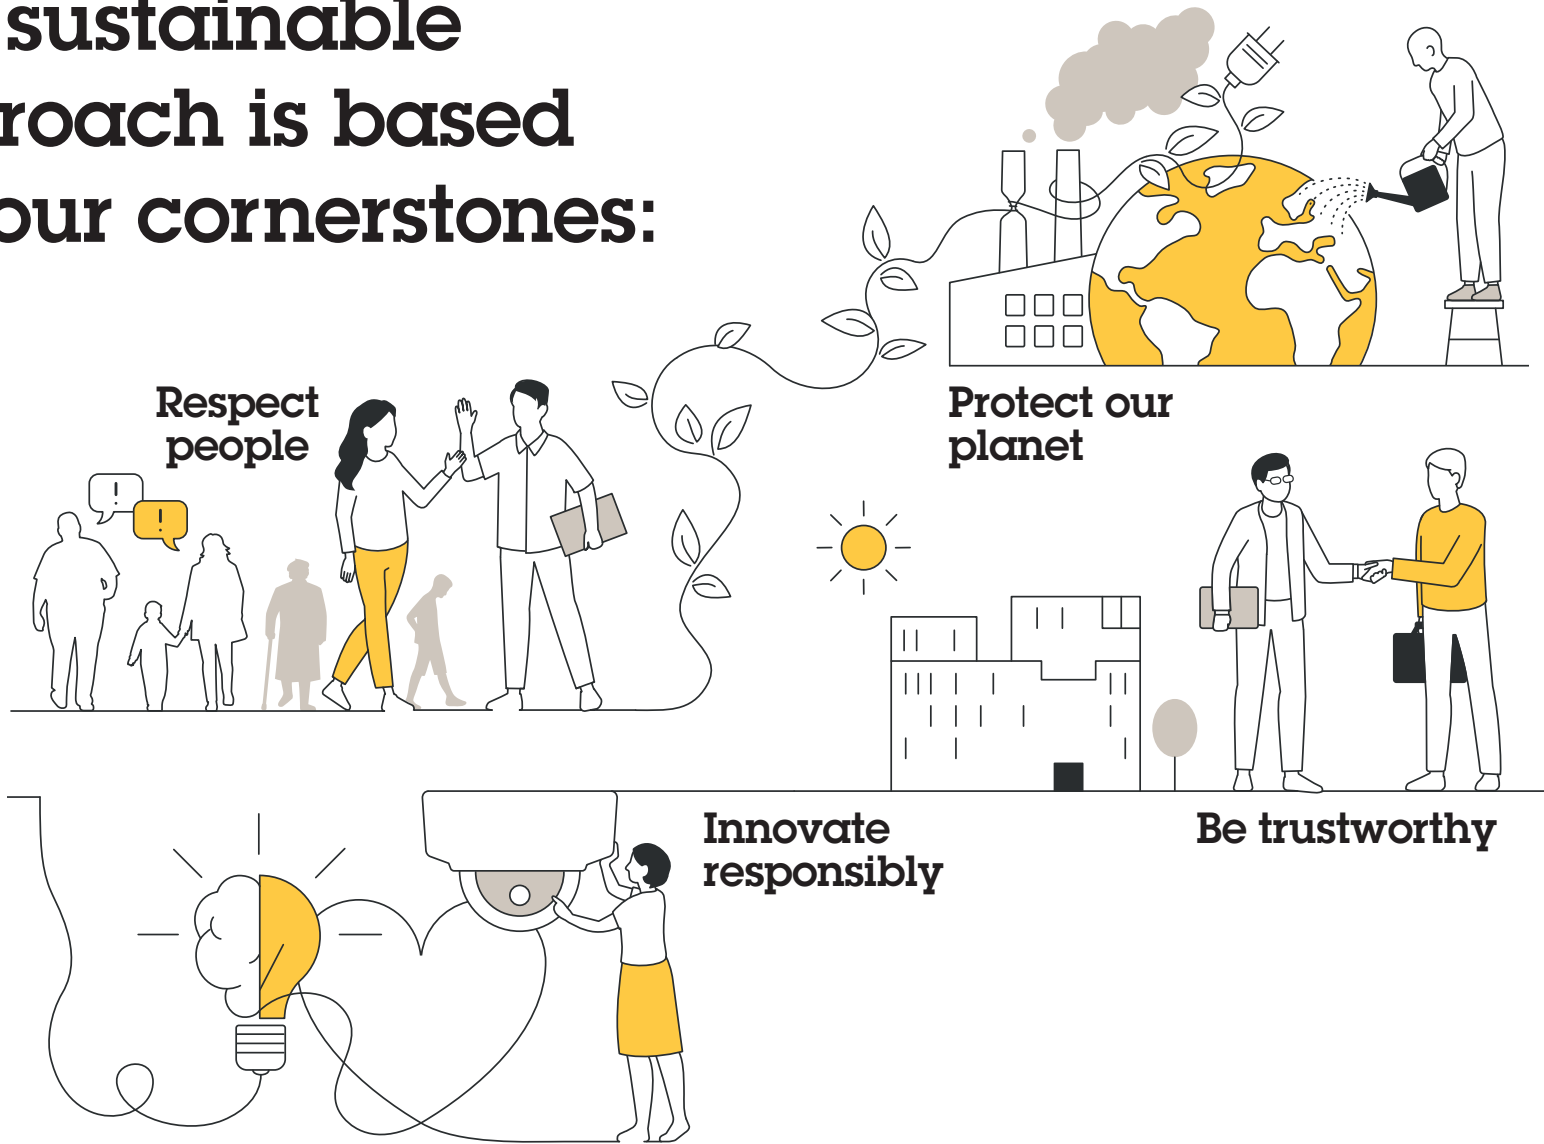 sustainable
roach is based
our cornerstones:
Respect
people
Protect our
planet
!
!
Innovate
responsibly
Be trustworthy